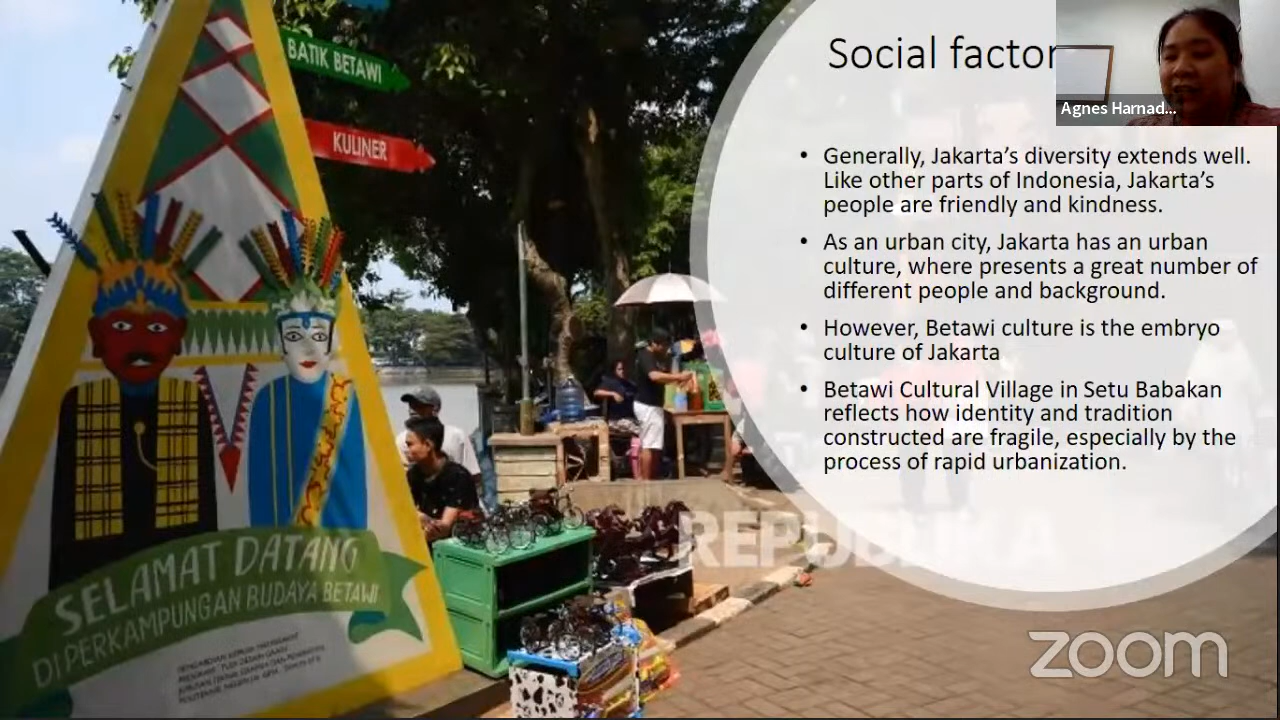 BATIK BETAWI
KULINER
SELAMAT DATANG
DI PERKAMPUNGAN BUDAYA BETAWI
Social factor
Agnes Harnad...
• Generally, Jakarta’s diversity extends well.
Like other parts of Indonesia, Jakarta’s
people are friendly and kindness.
• As an urban city, Jakarta has an urban
culture, where presents a great number of
different people and background.
• However, Betawi culture is the embryo
culture of Jakarta
• Betawi Cultural Village in Setu Babakan
reflects how identity and tradition
constructed are fragile, especially by the
process of rapid urbanization.
REPUBLIKA
zoom